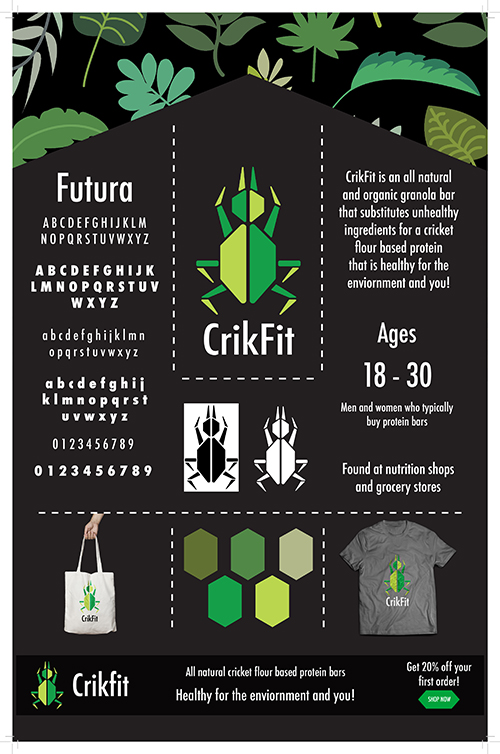 Futura
ABCDEFGHIJKLM
NOPQRSTUVWXYZ
ABCDEFGHIJK
LMNOPQRSTUV
WXYZ
abcdefghijklmn
opqrstuvwxyz
abcdefghij
klmnopqrst
uvwxyz
0123456789
0123456789
CrikFit
CrikFit is an all natural
and organic granola bar
that substitutes unhealthy
ingredients for a cricket
flour based protein
that is healthy for the
enviornment and you!
Ages
18 - 30
Men and women who typically
buy protein bars
Found at nutrition shops
and grocery stores
CrikFit
CrikFit
Crikfit
All natural cricket flour based protein bars
Healthy for the enviornment and you!
Get 20% off your
first order!
SHOP NOW